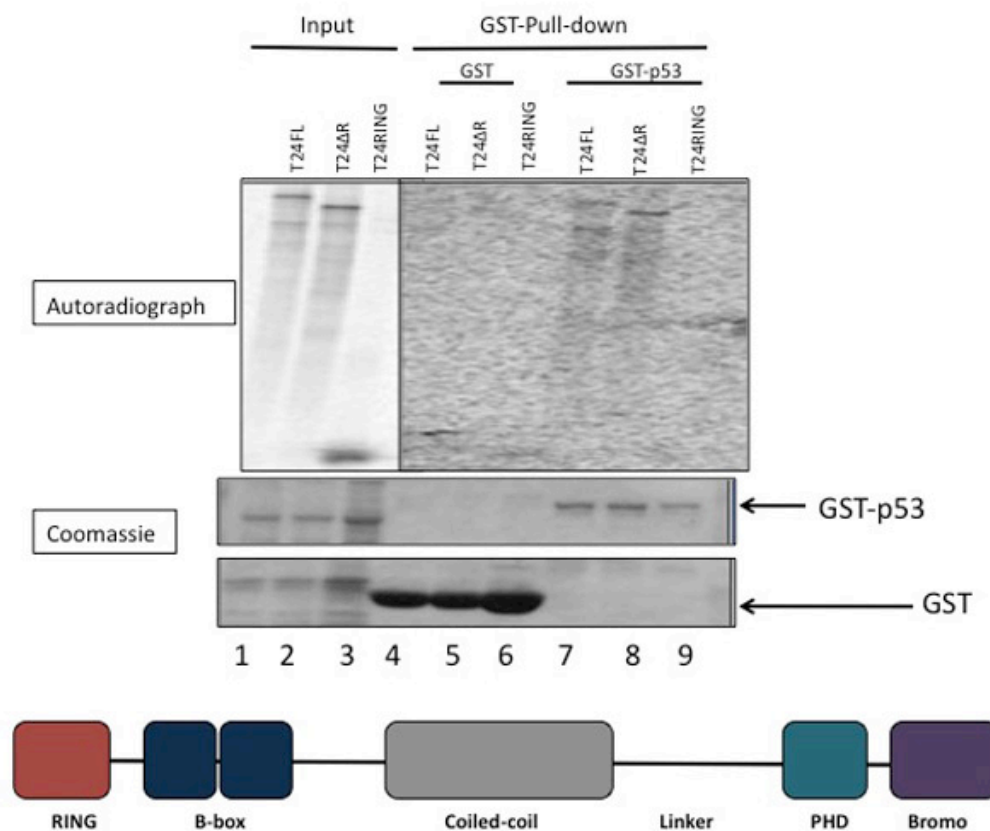 Input GST-Pull-down
GST GST-p53
T24FL T24ΔR T24RING T24FL T24ΔR T24RING T24FL T24ΔR T24RING
Autoradiograph
GST-p53
Coomassie
GST
1 2 3 4 5 6 7 8 9
RING B-box Coiled-coil Linker PHD Bromo